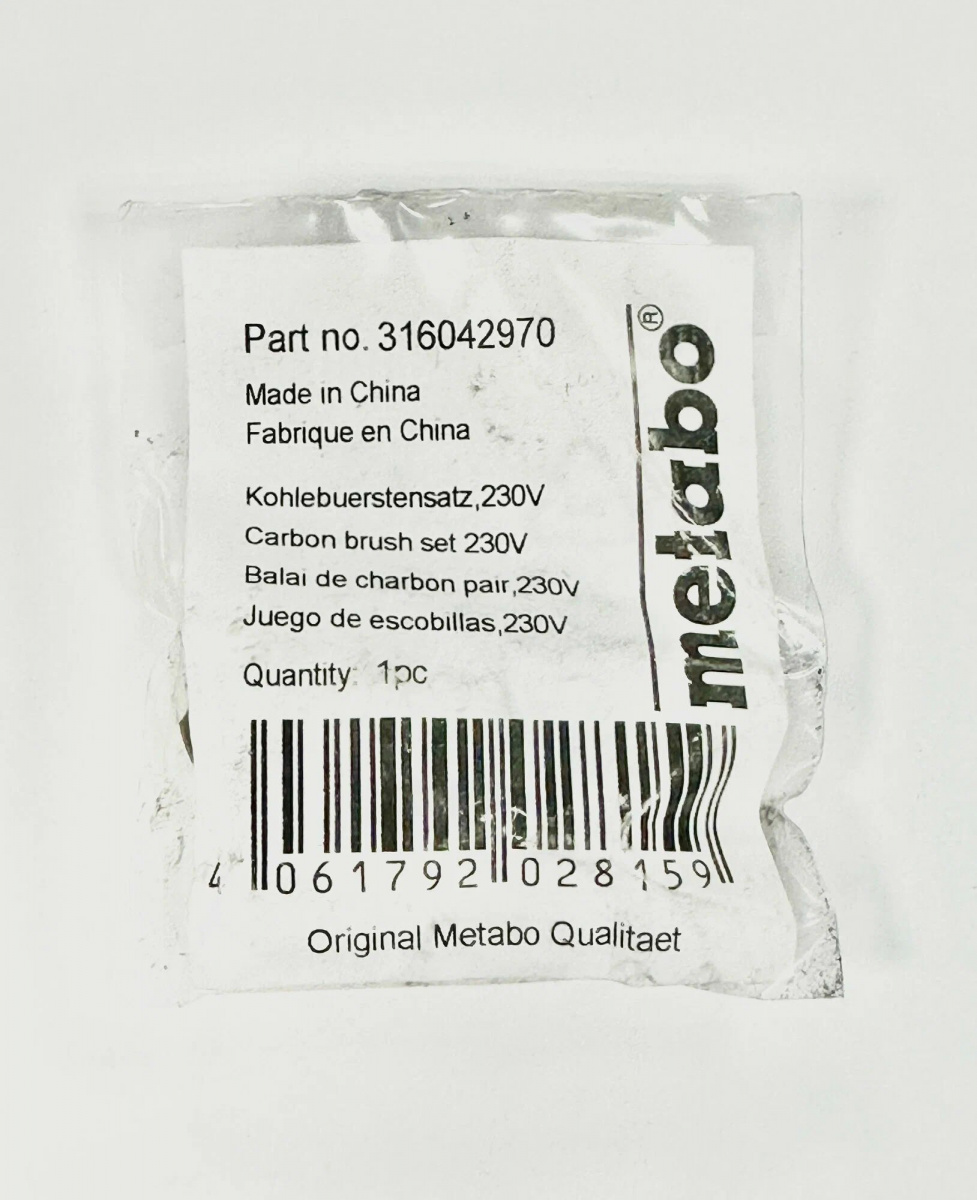 Part no. 316042970
Made in China
Fabrique en China
Kohlebuerstensatz,230V
Carbon brush set 230V
Balai de charbon pair,230V
Juego de escobillas,230V
Quantity: 1pc
metabo®
4 061792 028159
Original Metabo Qualitaet